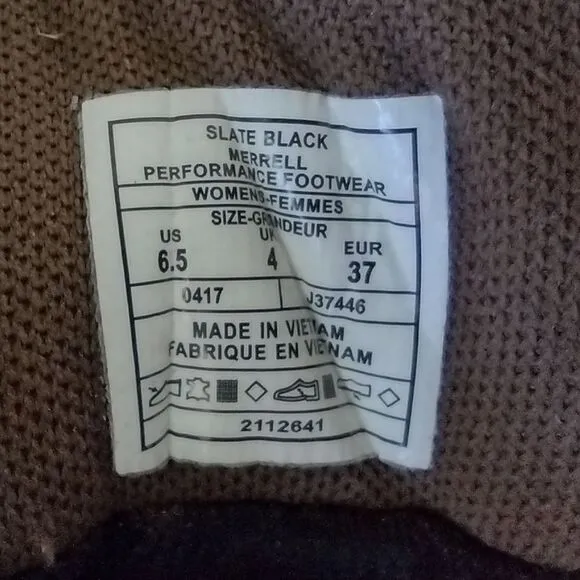 SLATE BLACK
MERRELL
PERFORMANCE FOOTWEAR
WOMENS-FEMMES
SIZE-GRANDEUR
US UK EUR
6.5 4 37
0417 J37446
MADE IN VIETNAM
FABRIQUE EN VIETNAM
2112641